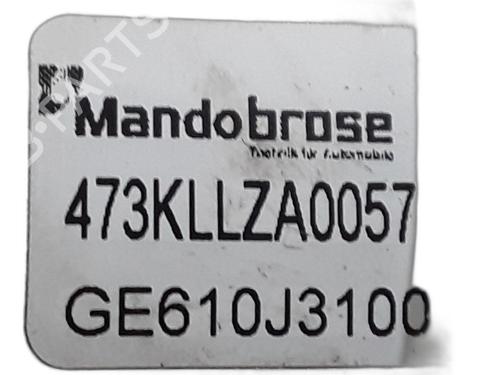 Mandobrose
Technik für Automobile
473KLLZA0057
GE610J3100